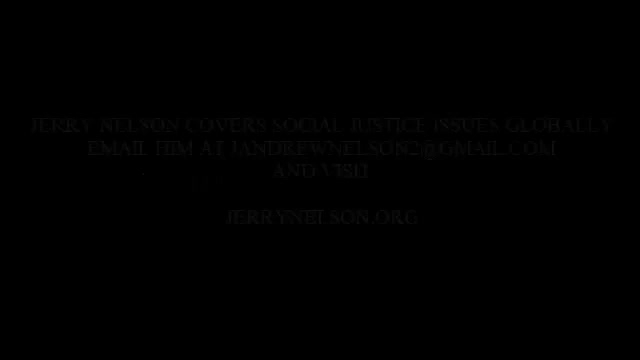 JERRY NELSON COVERS SOCIAL JUSTICE ISSUES GLOBALLY
EMAIL HIM AT JANDREWNELSON2@GMAIL.COM
AND VISIT
JERRYNELSON.ORG